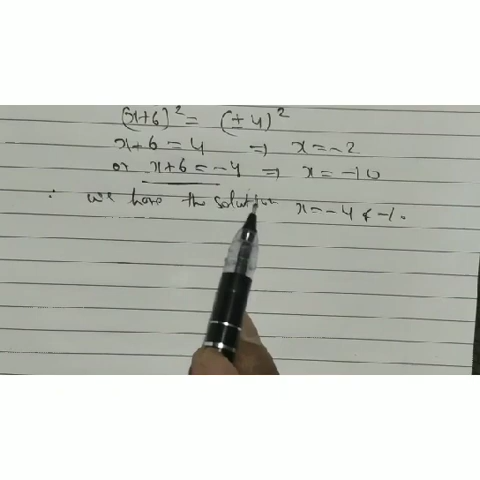 (x+6)² = (±4)²
x+6 = 4 ⇒ x = -2
or x+6 = -4 ⇒ x = -10
∴ we have the solution x = -4 & -1.